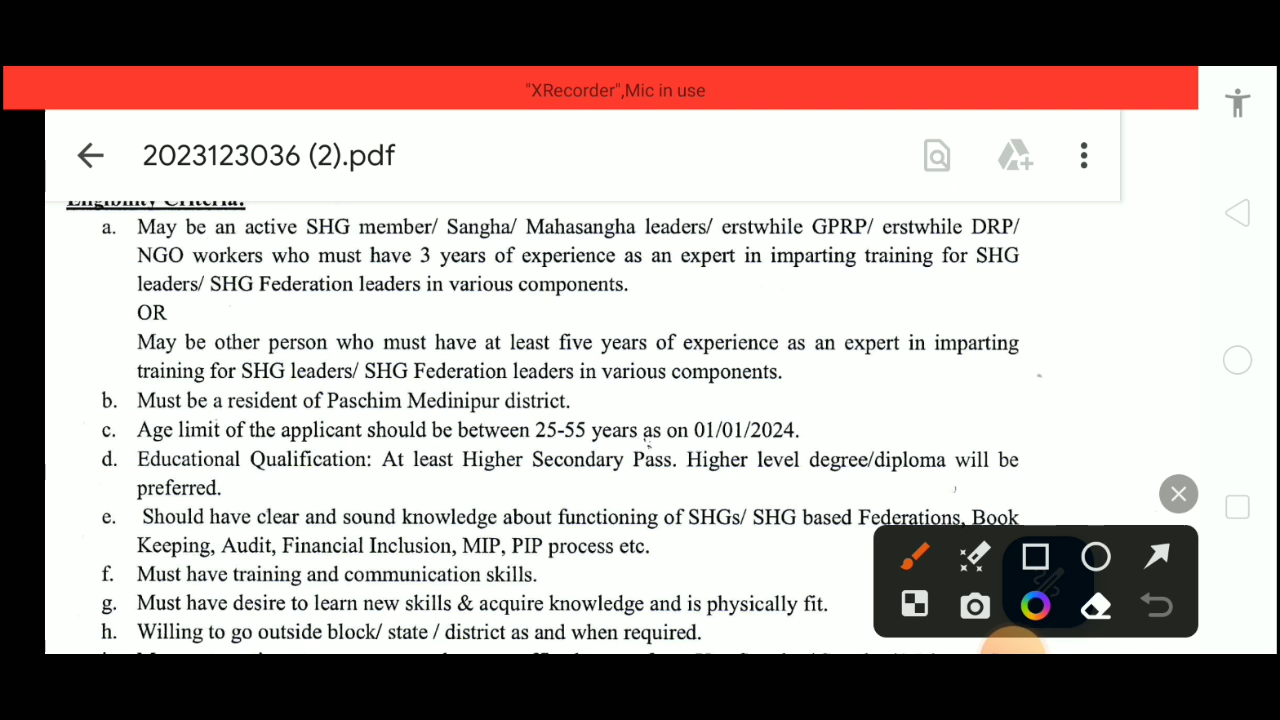 "XRecorder",Mic in use
2023123036 (2).pdf
Eligibility Criteria:
a. May be an active SHG member/ Sangha/ Mahasangha leaders/ erstwhile GPRP/ erstwhile DRP/
NGO workers who must have 3 years of experience as an expert in imparting training for SHG
leaders/ SHG Federation leaders in various components.
OR
May be other person who must have at least five years of experience as an expert in imparting
training for SHG leaders/ SHG Federation leaders in various components.
b. Must be a resident of Paschim Medinipur district.
c. Age limit of the applicant should be between 25-55 years as on 01/01/2024.
d. Educational Qualification: At least Higher Secondary Pass. Higher level degree/diploma will be
preferred.
e. Should have clear and sound knowledge about functioning of SHGs/ SHG based Federations, Book
Keeping, Audit, Financial Inclusion, MIP, PIP process etc.
f. Must have training and communication skills.
g. Must have desire to learn new skills & acquire knowledge and is physically fit.
h. Willing to go outside block/ state / district as and when required.